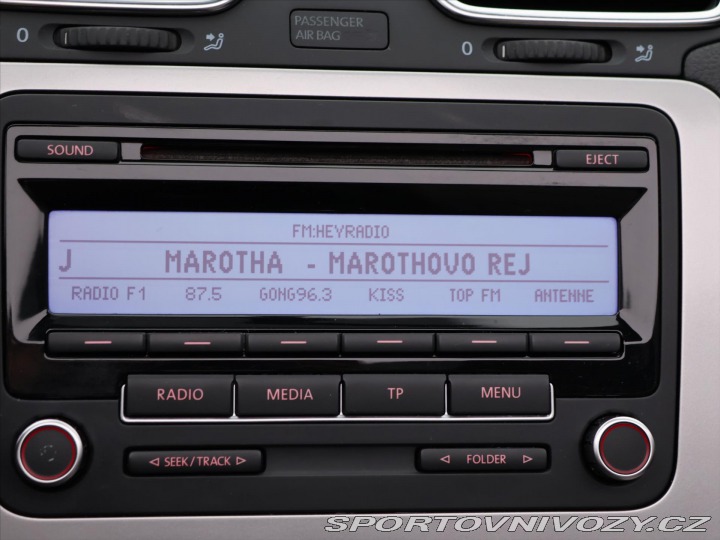 PASSENGER
AIR BAG
0
0
SOUND
EJECT
FM:HEYRADIO
J MAROTHA - MAROTHOVO REJ
RADIO F1 87.5 GONG96.3 KISS TOP FM ANTENNE
RADIO MEDIA TP MENU
SEEK/TRACK
FOLDER
SPORTOVNIVOZY.CZ